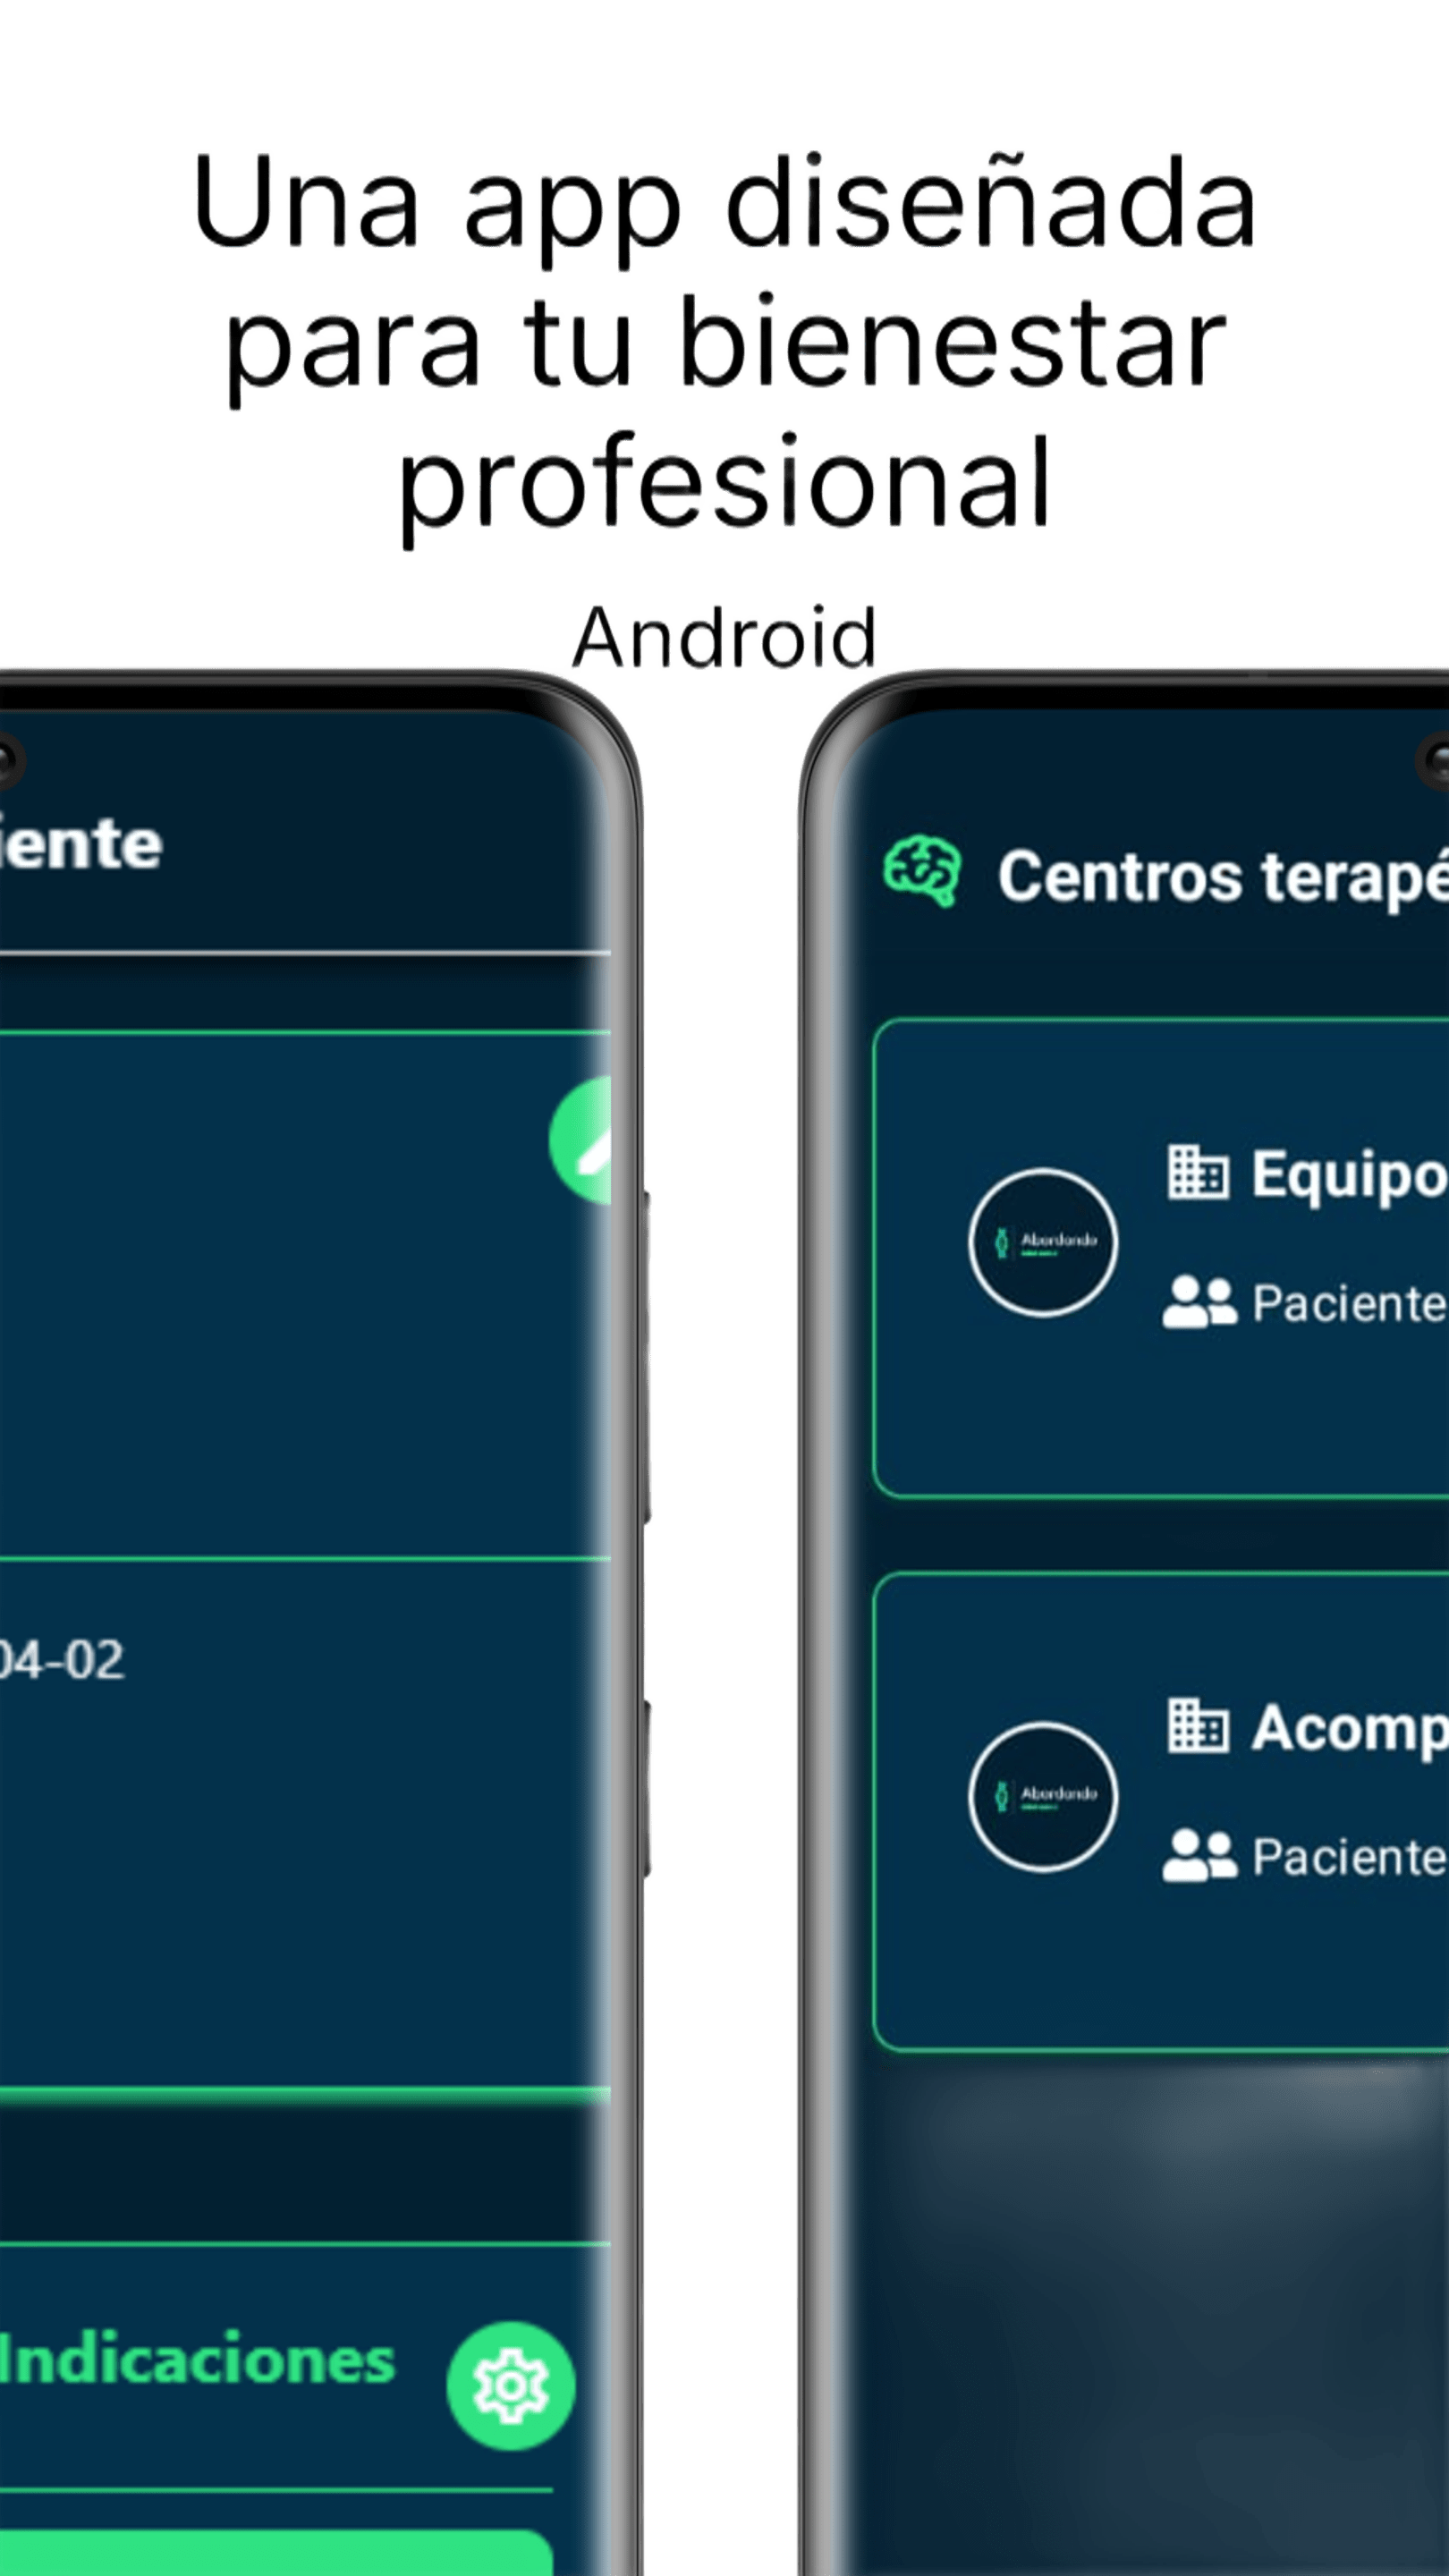 Una app diseñada
para tu bienestar
profesional
Android
iente
04-02
Indicaciones
Centros terapé
Equipo
Abordando
Paciente
Acomp
Abordando
Paciente